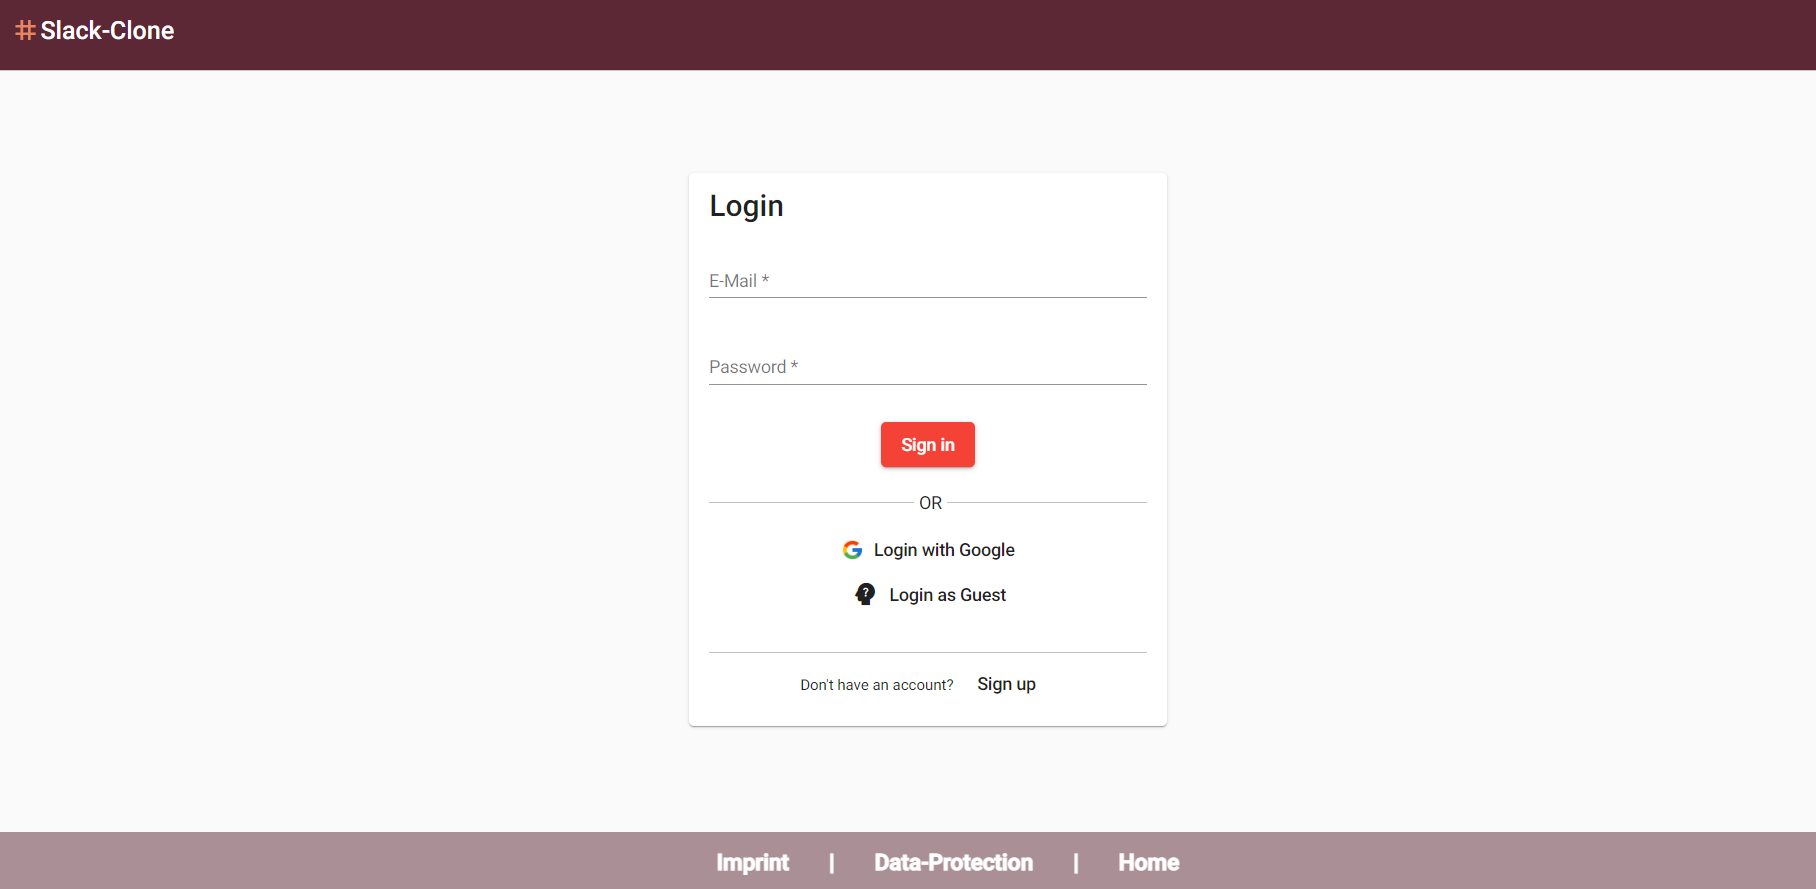 Slack-Clone
Login
E-Mail *
Password *
Sign in
OR
Login with Google
Login as Guest
Don't have an account? Sign up
Imprint | Data-Protection | Home